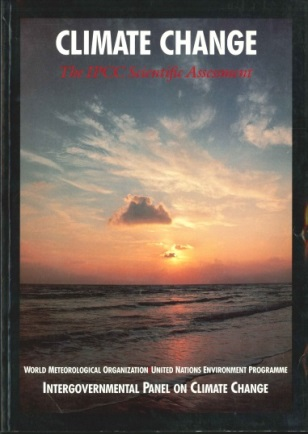 CLIMATE CHANGE
The IPCC Scientific Assessment
WORLD METEOROLOGICAL ORGANIZATION/UNITED NATIONS ENVIRONMENT PROGRAMME
INTERGOVERNMENTAL PANEL ON CLIMATE CHANGE